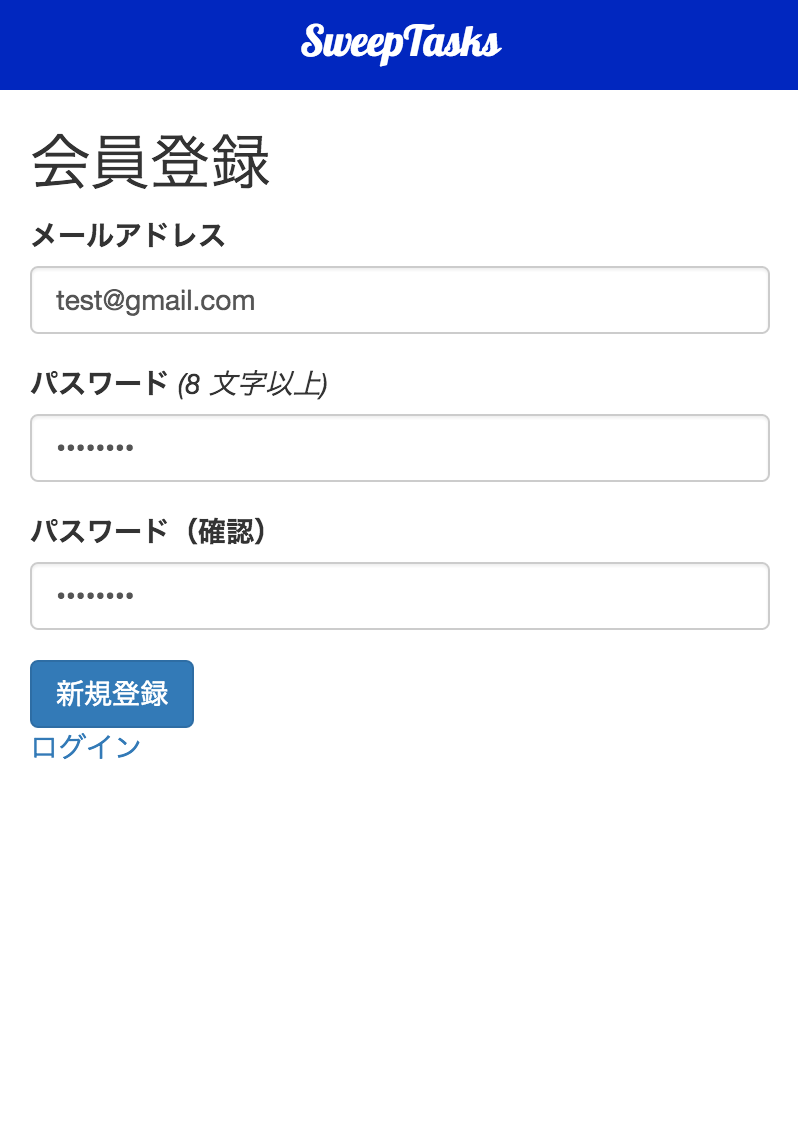 SweepTasks
会員登録
メールアドレス
test@gmail.com
パスワード (8 文字以上)
••••••••
パスワード（確認）
••••••••
新規登録
ログイン